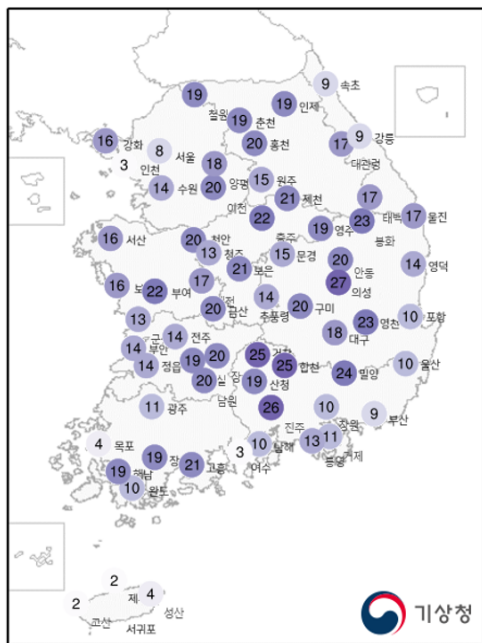 9 속초
19 철원
19 인제
19 춘천
9 강릉
16 강화
20 홍천
17 대관령
8 서울
3 인천
18 양평
15 원주
14 수원
20 이천
21 제천
17 태백
22 충주
23 봉화
17 울진
16 서산
20 천안
19 영주
13 청주
15 문경
20 안동
14 영덕
21 보은
17
27 의성
16 보
22 부여
14 추풍령
20 금산
20 구미
10 포항
13 군
23 영천
14 전주
18 대구
14 부안
19
20
25 거창
10 울산
14 정읍
25 합천
24 밀양
20 남원
19 산청
11 광주
26 진주
10 창원
9 부산
4 목포
3 여수
10 남해
13 통영
11 거제
19 장
19 해남
21 고흥
10 완도
2 제
4 성산
2 고산
서귀포
기상청